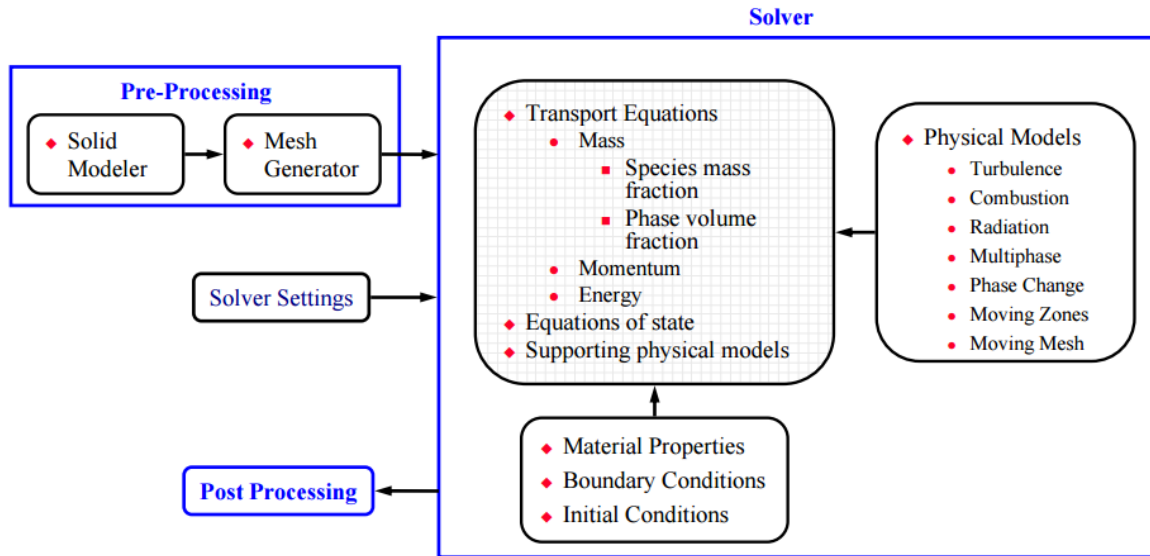 Solver
Pre-Processing
Solid
Modeler
Mesh
Generator
Solver Settings
Post Processing
Transport Equations
Mass
Species mass
fraction
Phase volume
fraction
Momentum
Energy
Equations of state
Supporting physical models
Physical Models
Turbulence
Combustion
Radiation
Multiphase
Phase Change
Moving Zones
Moving Mesh
Material Properties
Boundary Conditions
Initial Conditions